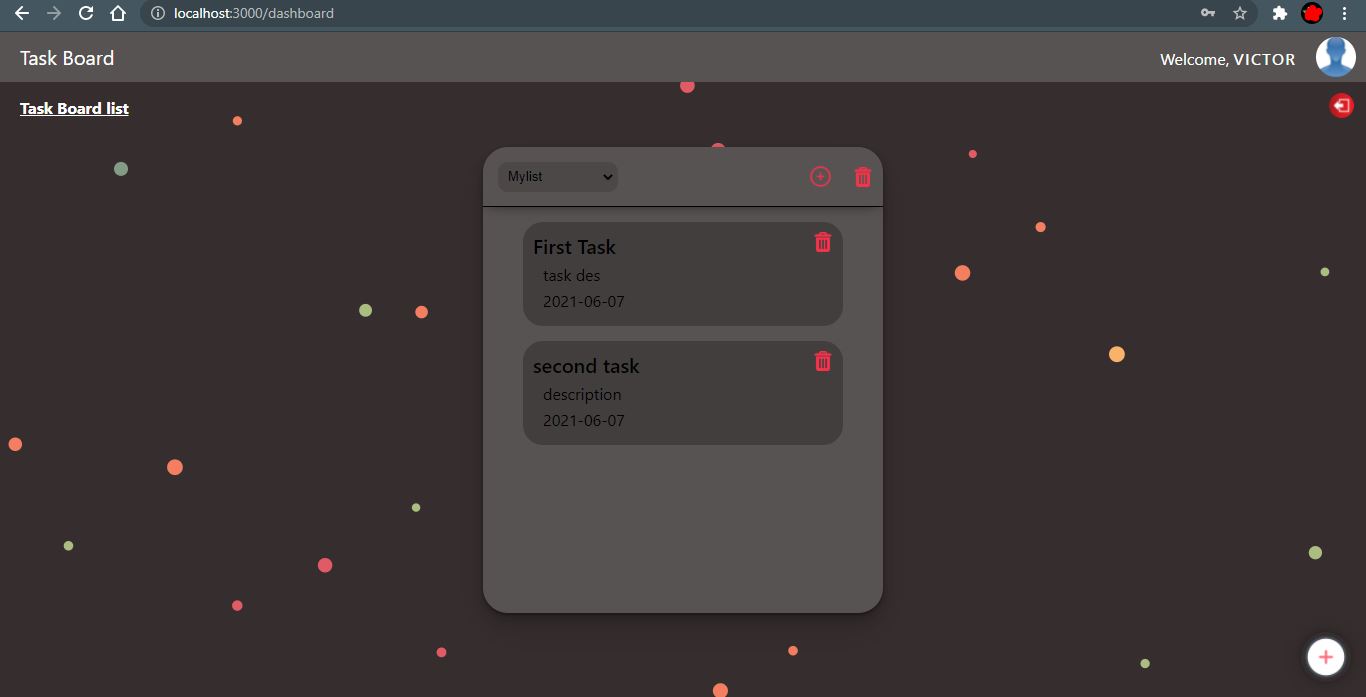 localhost:3000/dashboard
Task Board
Welcome, VICTOR
Task Board list
Mylist
First Task
task des
2021-06-07
second task
description
2021-06-07